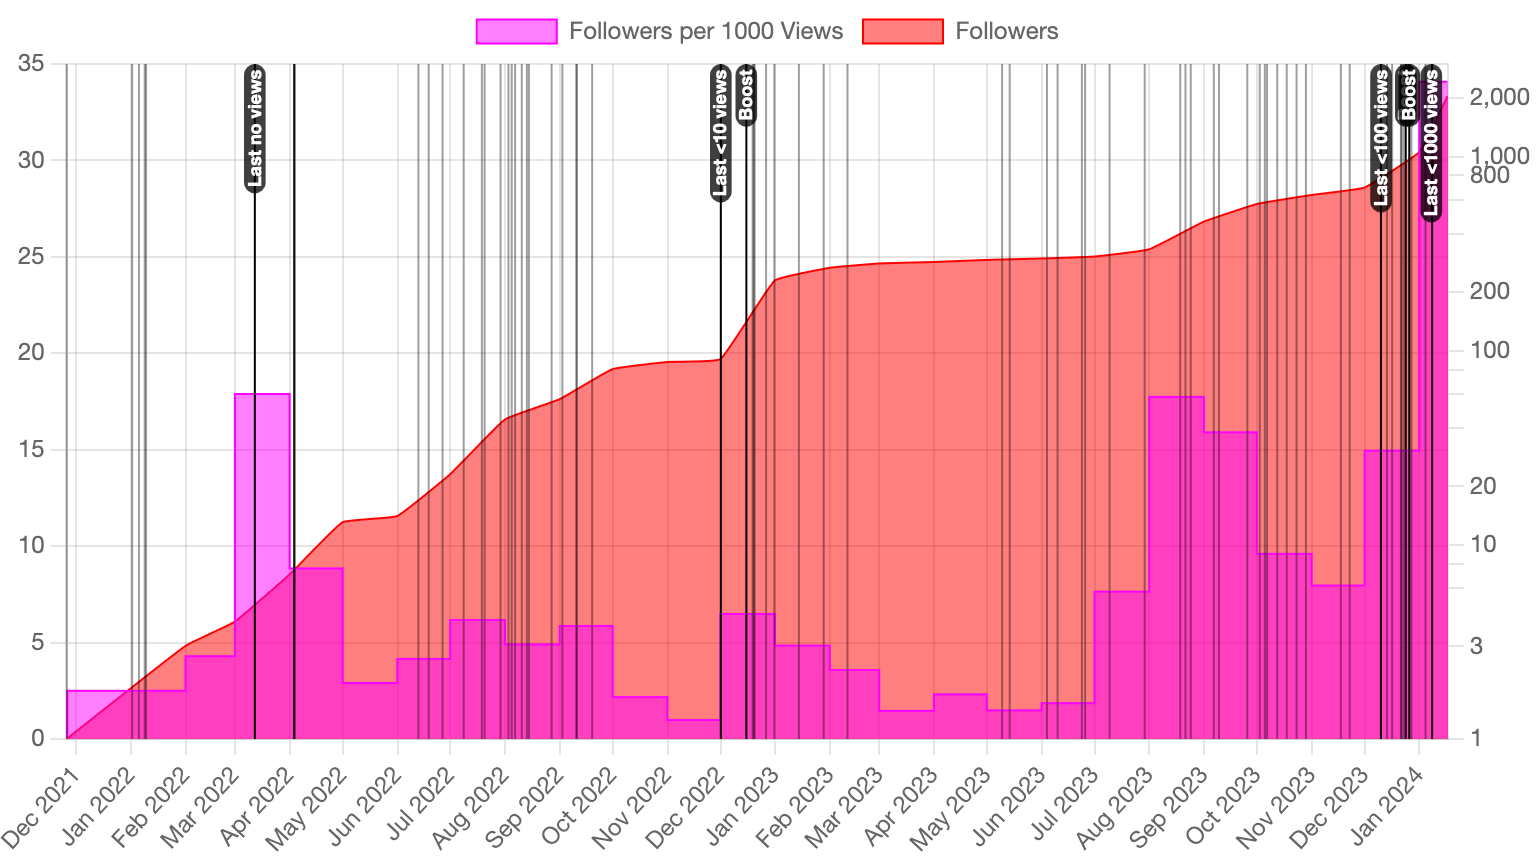 Followers per 1000 Views
Followers
35
30
25
20
15
10
5
0
2,000
1,000
800
200
100
20
10
3
1
Last no views
Last <10 views
Boost
Last <100 views
Boost
Last <1000 views
Dec 2021
Jan 2022
Feb 2022
Mar 2022
Apr 2022
May 2022
Jun 2022
Jul 2022
Aug 2022
Sep 2022
Oct 2022
Nov 2022
Dec 2022
Jan 2023
Feb 2023
Mar 2023
Apr 2023
May 2023
Jun 2023
Jul 2023
Aug 2023
Sep 2023
Oct 2023
Nov 2023
Dec 2023
Jan 2024